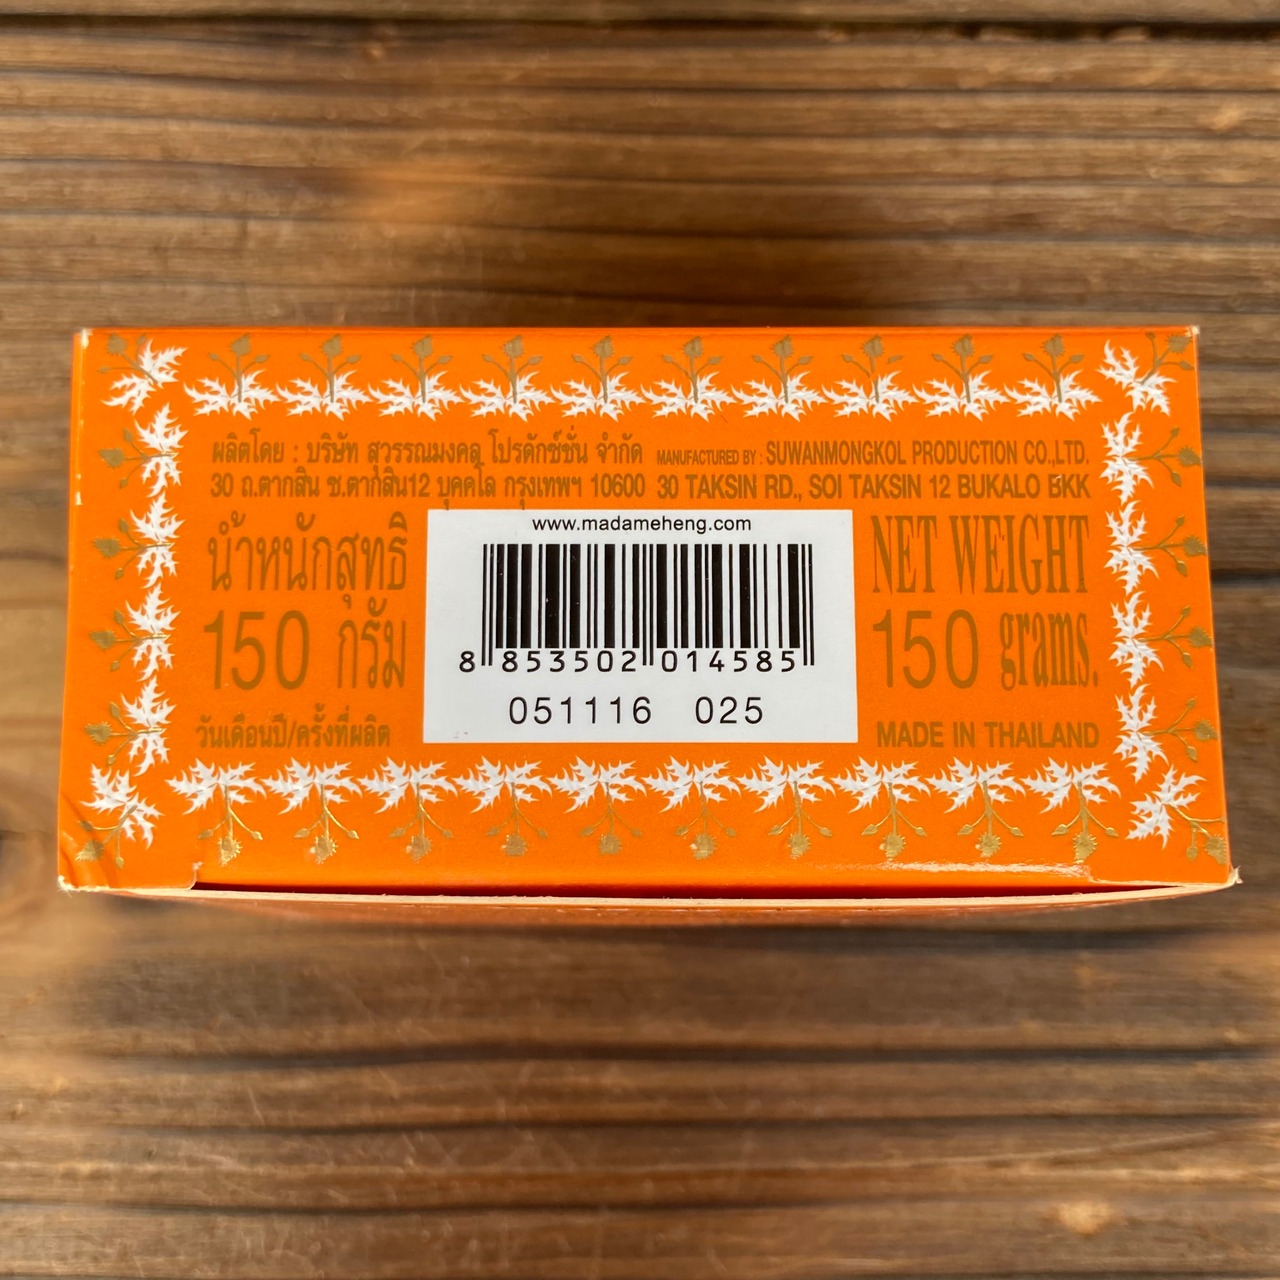 ผลิตโดย : บริษัท สุวรรณมงคล โปรดักซ์ชั่น จำกัด
30 ถ.ตากสิน ซ.ตากสิน12 บุคคโล กรุงเทพฯ 10600
MANUFACTURED BY : SUWANMONGKOL PRODUCTION CO.,LTD.
30 TAKSIN RD., SOI TAKSIN 12 BUKALO BKK
น้ำหนักสุทธิ
150 กรัม
วันเดือนปี/ครั้งที่ผลิต
www.madameheng.com
8 853502 014585
051116 025
NET WEIGHT
150 grams.
MADE IN THAILAND